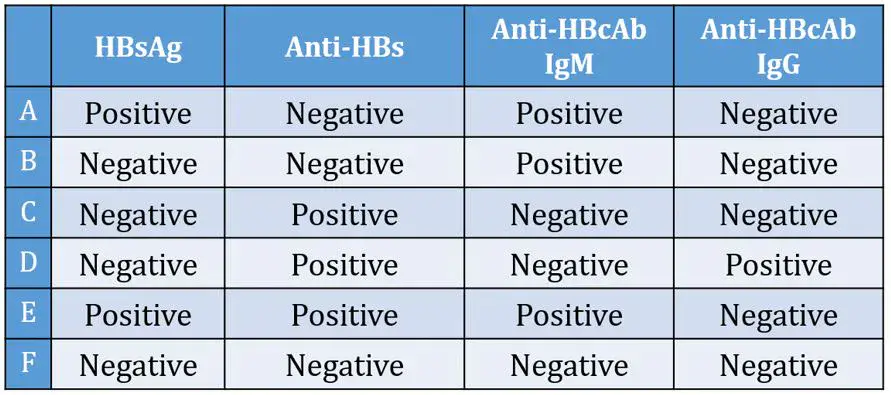 HBsAg Anti-HBs Anti-HBcAb IgM Anti-HBcAb IgG
A Positive Negative Positive Negative
B Negative Negative Positive Negative
C Negative Positive Negative Negative
D Negative Positive Negative Positive
E Positive Positive Positive Negative
F Negative Negative Negative Negative